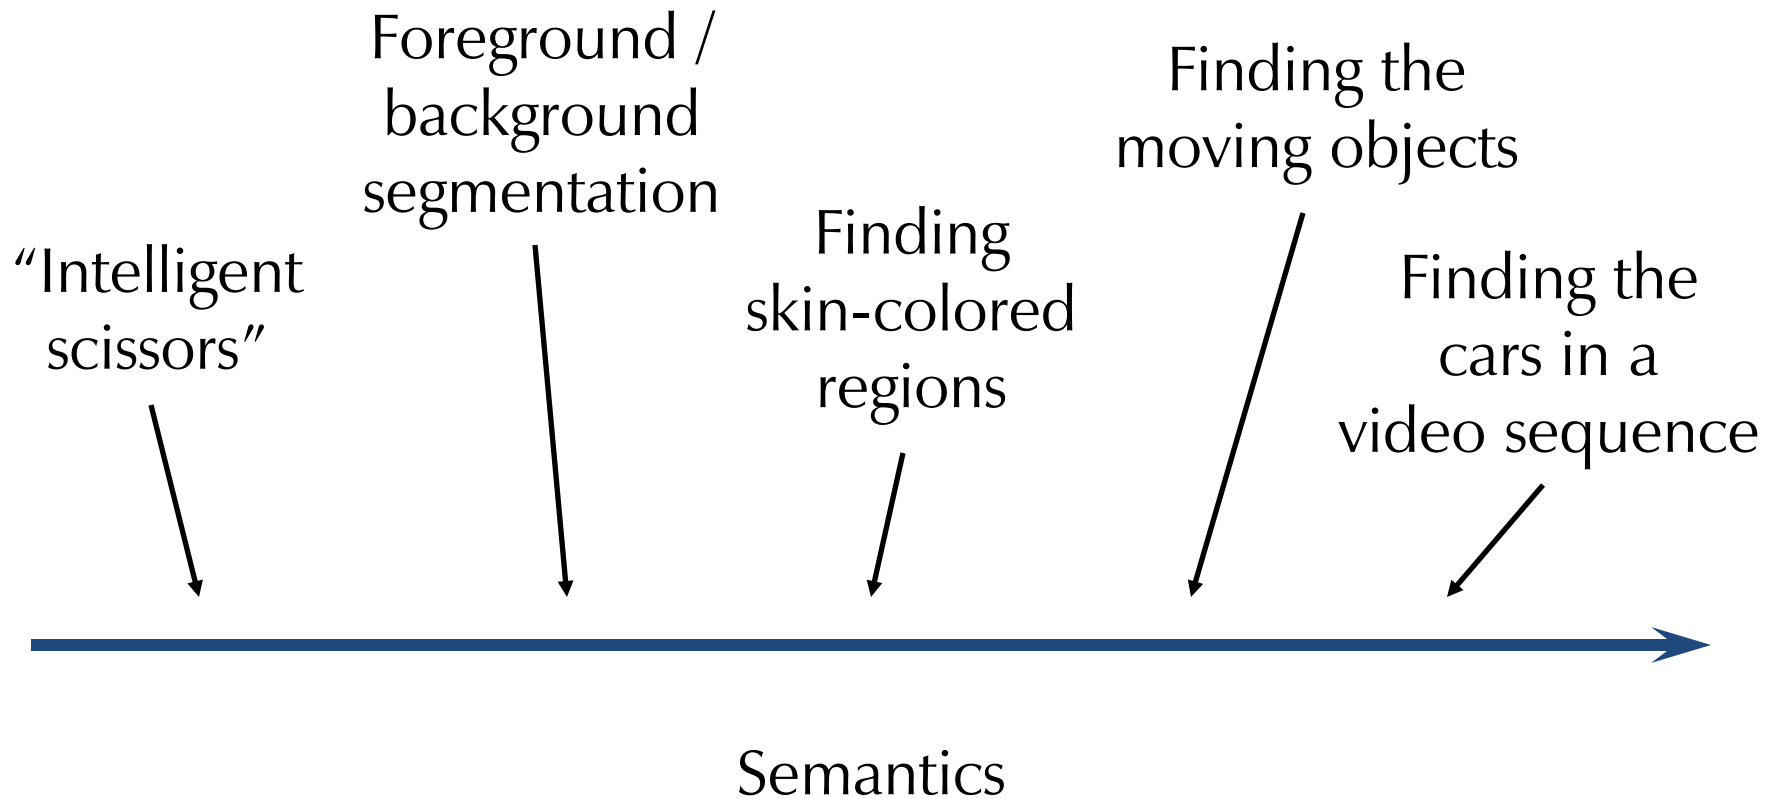 “Intelligent
scissors”
Foreground /
background
segmentation
Finding
skin-colored
regions
Finding the
moving objects
Finding the
cars in a
video sequence
Semantics